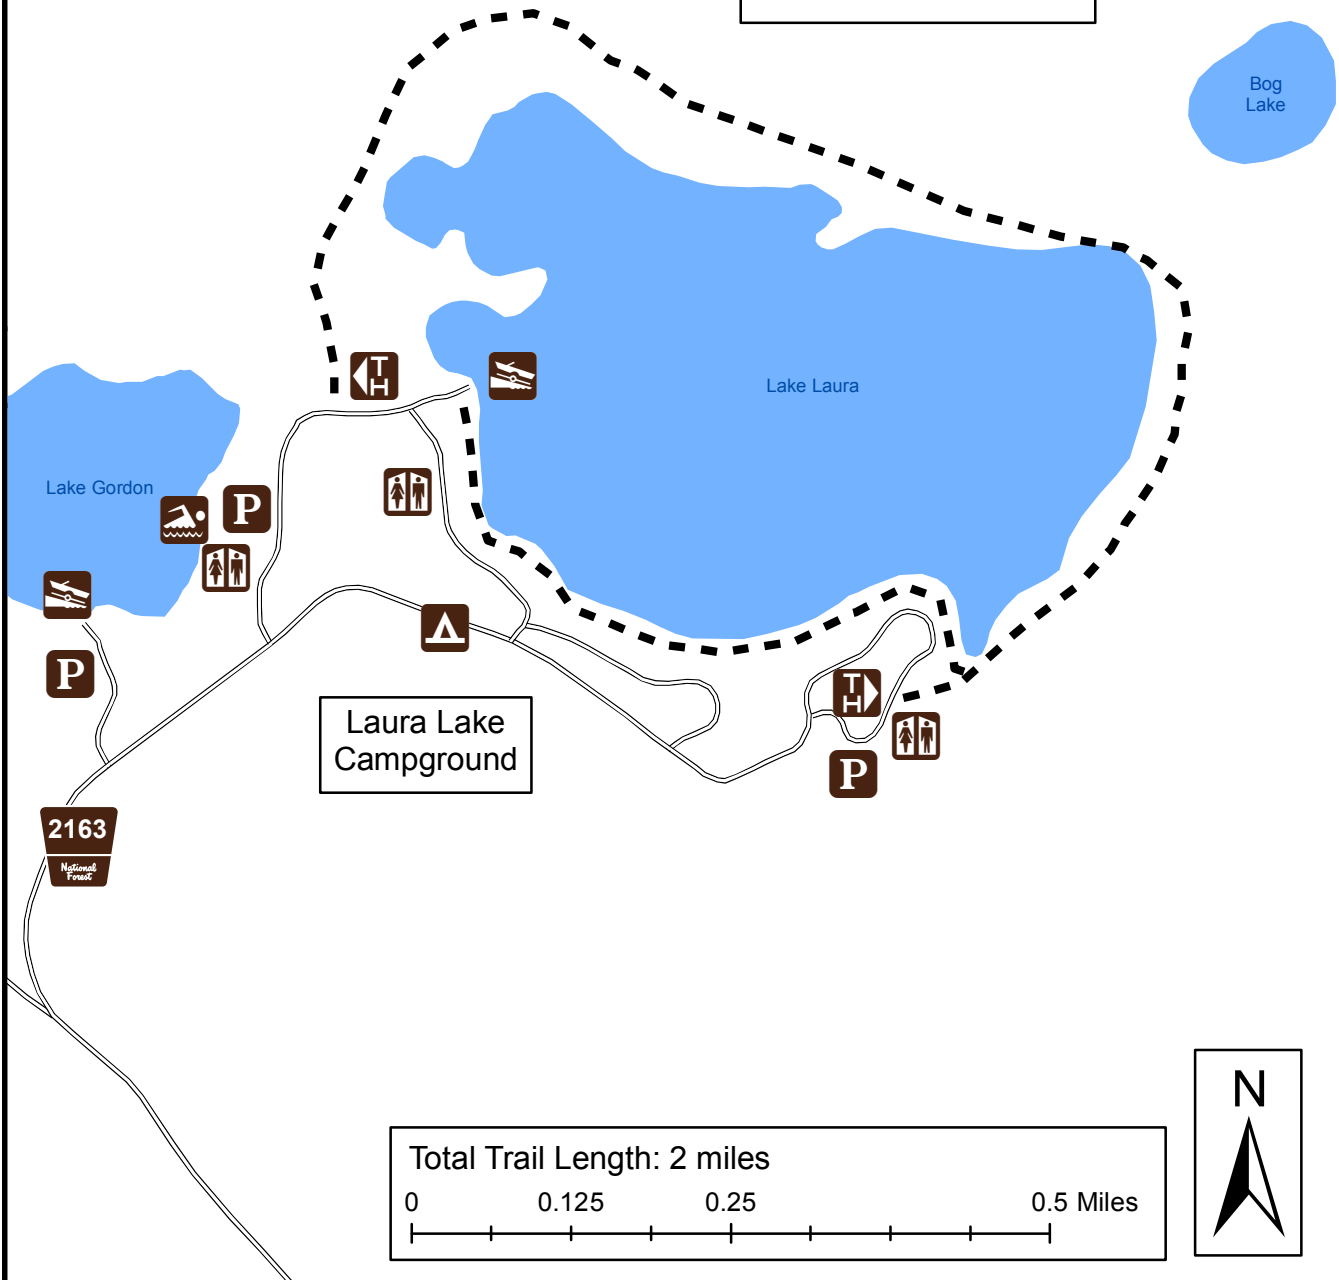 Bog
Lake
T
H
Lake Laura
Lake Gordon
P
P
T
H
Laura Lake
Campground
P
2163
National
Forest
N
Total Trail Length: 2 miles
0 0.125 0.25 0.5 Miles